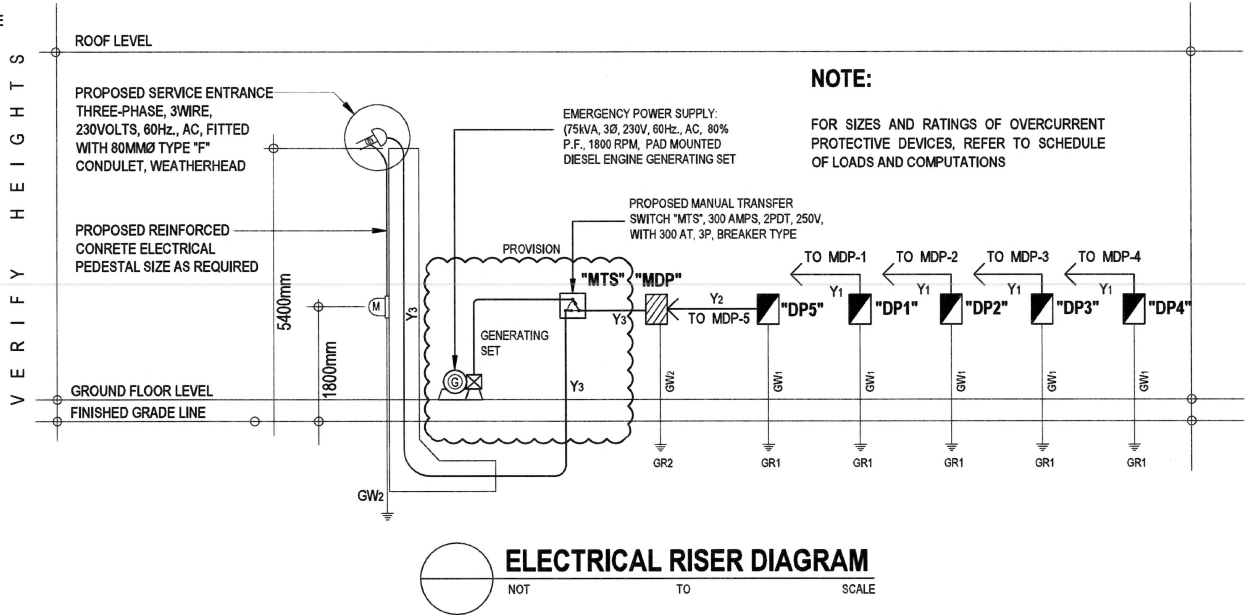 VERIFY HEIGHTS
ROOF LEVEL
PROPOSED SERVICE ENTRANCE
THREE-PHASE, 3WIRE,
230VOLTS, 60Hz., AC, FITTED
WITH 80MMØ TYPE "F"
CONDULET, WEATHERHEAD
PROPOSED REINFORCED
CONRETE ELECTRICAL
PEDESTAL SIZE AS REQUIRED
5400mm
1800mm
M
Y3
GROUND FLOOR LEVEL
FINISHED GRADE LINE
GW2
EMERGENCY POWER SUPPLY:
(75kVA, 3Ø, 230V, 60Hz., AC, 80%
P.F., 1800 RPM, PAD MOUNTED
DIESEL ENGINE GENERATING SET
PROPOSED MANUAL TRANSFER
SWITCH "MTS", 300 AMPS, 2PDT, 250V,
WITH 300 AT, 3P, BREAKER TYPE
PROVISION
"MTS"
"MDP"
GENERATING
SET
G
Y3
Y3
Y2
TO MDP-5
NOTE:
FOR SIZES AND RATINGS OF OVERCURRENT
PROTECTIVE DEVICES, REFER TO SCHEDULE
OF LOADS AND COMPUTATIONS
TO MDP-1
TO MDP-2
TO MDP-3
TO MDP-4
Y1
Y1
Y1
Y1
"DP5"
"DP1"
"DP2"
"DP3"
"DP4"
GW2
GW1
GW1
GW1
GW1
GW1
GR2
GR1
GR1
GR1
GR1
GR1
ELECTRICAL RISER DIAGRAM
NOT TO SCALE